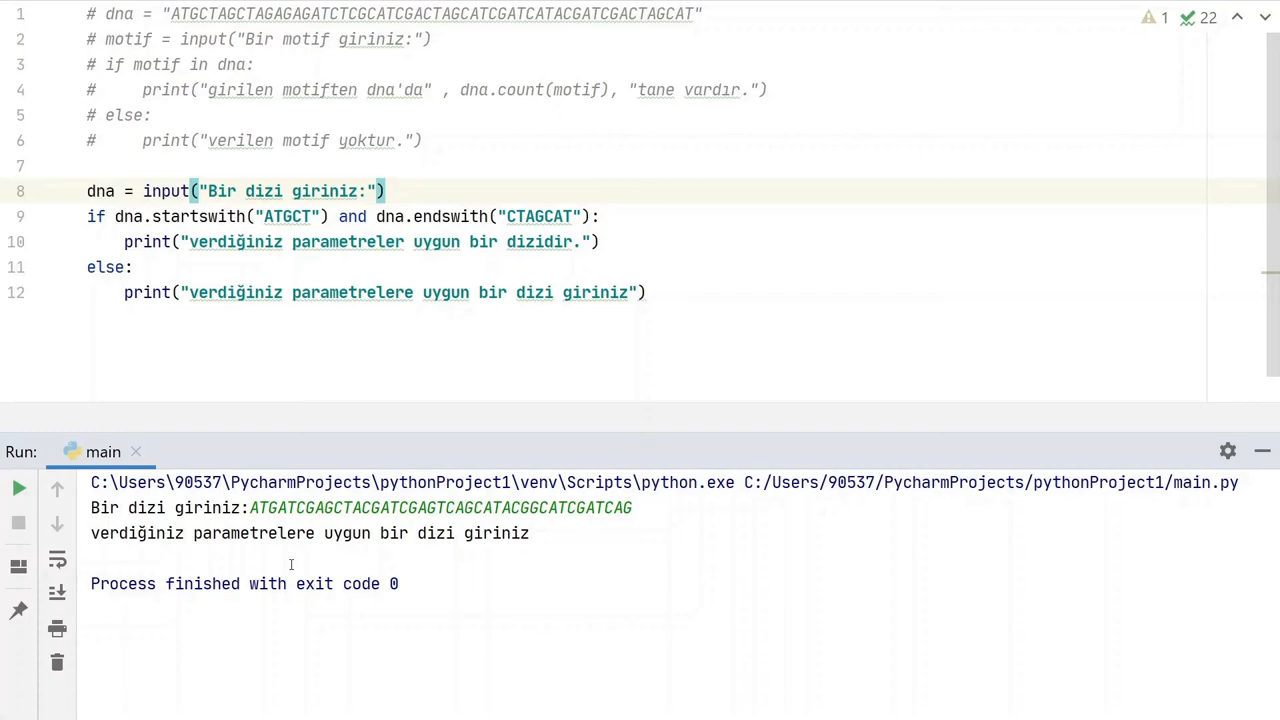 1 # dna = "ATGCTAGCTAGAGAGATCTCGCATCGACTAGCATCGATCATACGATCGACTAGCAT"
1 22
2 # motif = input("Bir motif giriniz:")
3 # if motif in dna:
4 #     print("girilen motiften dna'da" , dna.count(motif), "tane vardır.")
5 # else:
6 #     print("verilen motif yoktur.")
7
8 dna = input("Bir dizi giriniz:")
9 if dna.startswith("ATGCT") and dna.endswith("CTAGCAT"):
10     print("verdiğiniz parametreler uygun bir dizidir.")
11 else:
12     print("verdiğiniz parametrelere uygun bir dizi giriniz")
Run: main
C:\Users\90537\PycharmProjects\pythonProject1\venv\Scripts\python.exe C:/Users/90537/PycharmProjects/pythonProject1/main.py
Bir dizi giriniz:ATGATCGAGCTACGATCGAGTCAGCATACGGCATCGATCAG
verdiğiniz parametrelere uygun bir dizi giriniz
Process finished with exit code 0